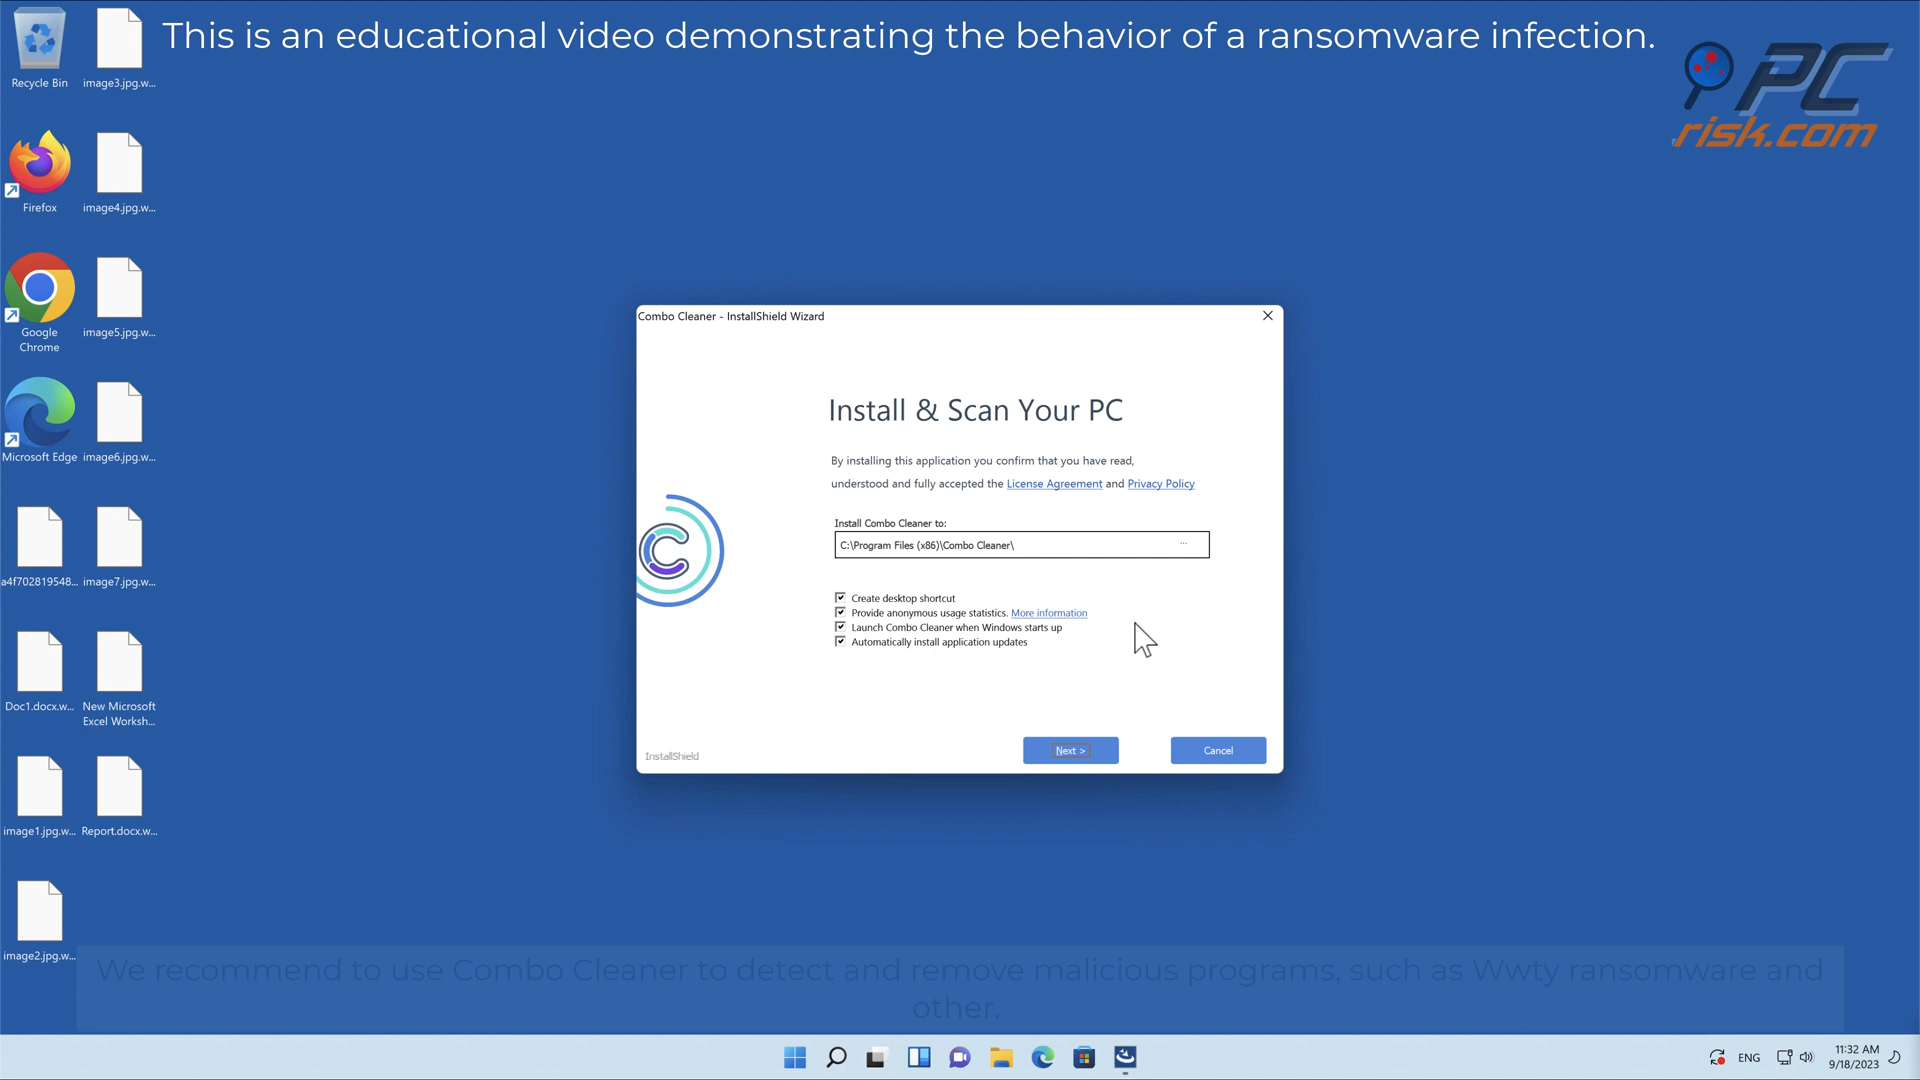 This is an educational video demonstrating the behavior of a ransomware infection.
PC
risk.com
Recycle Bin
image3.jpg.w...
Firefox
image4.jpg.w...
Google
Chrome
image5.jpg.w...
Microsoft Edge
image6.jpg.w...
a4f702819548...
image7.jpg.w...
Doc1.docx.w...
New Microsoft
Excel Worksh...
image1.jpg.w...
Report.docx.w...
image2.jpg.w...
Combo Cleaner - InstallShield Wizard
Install & Scan Your PC
By installing this application you confirm that you have read,
understood and fully accepted the License Agreement and Privacy Policy
Install Combo Cleaner to:
C:\Program Files (x86)\Combo Cleaner\ ...
Create desktop shortcut
Provide anonymous usage statistics. More information
Launch Combo Cleaner when Windows starts up
Automatically install application updates
InstallShield
Next >
Cancel
We recommend to use Combo Cleaner to detect and remove malicious programs, such as Wwty ransomware and
other.
ENG
11:32 AM
9/18/2023